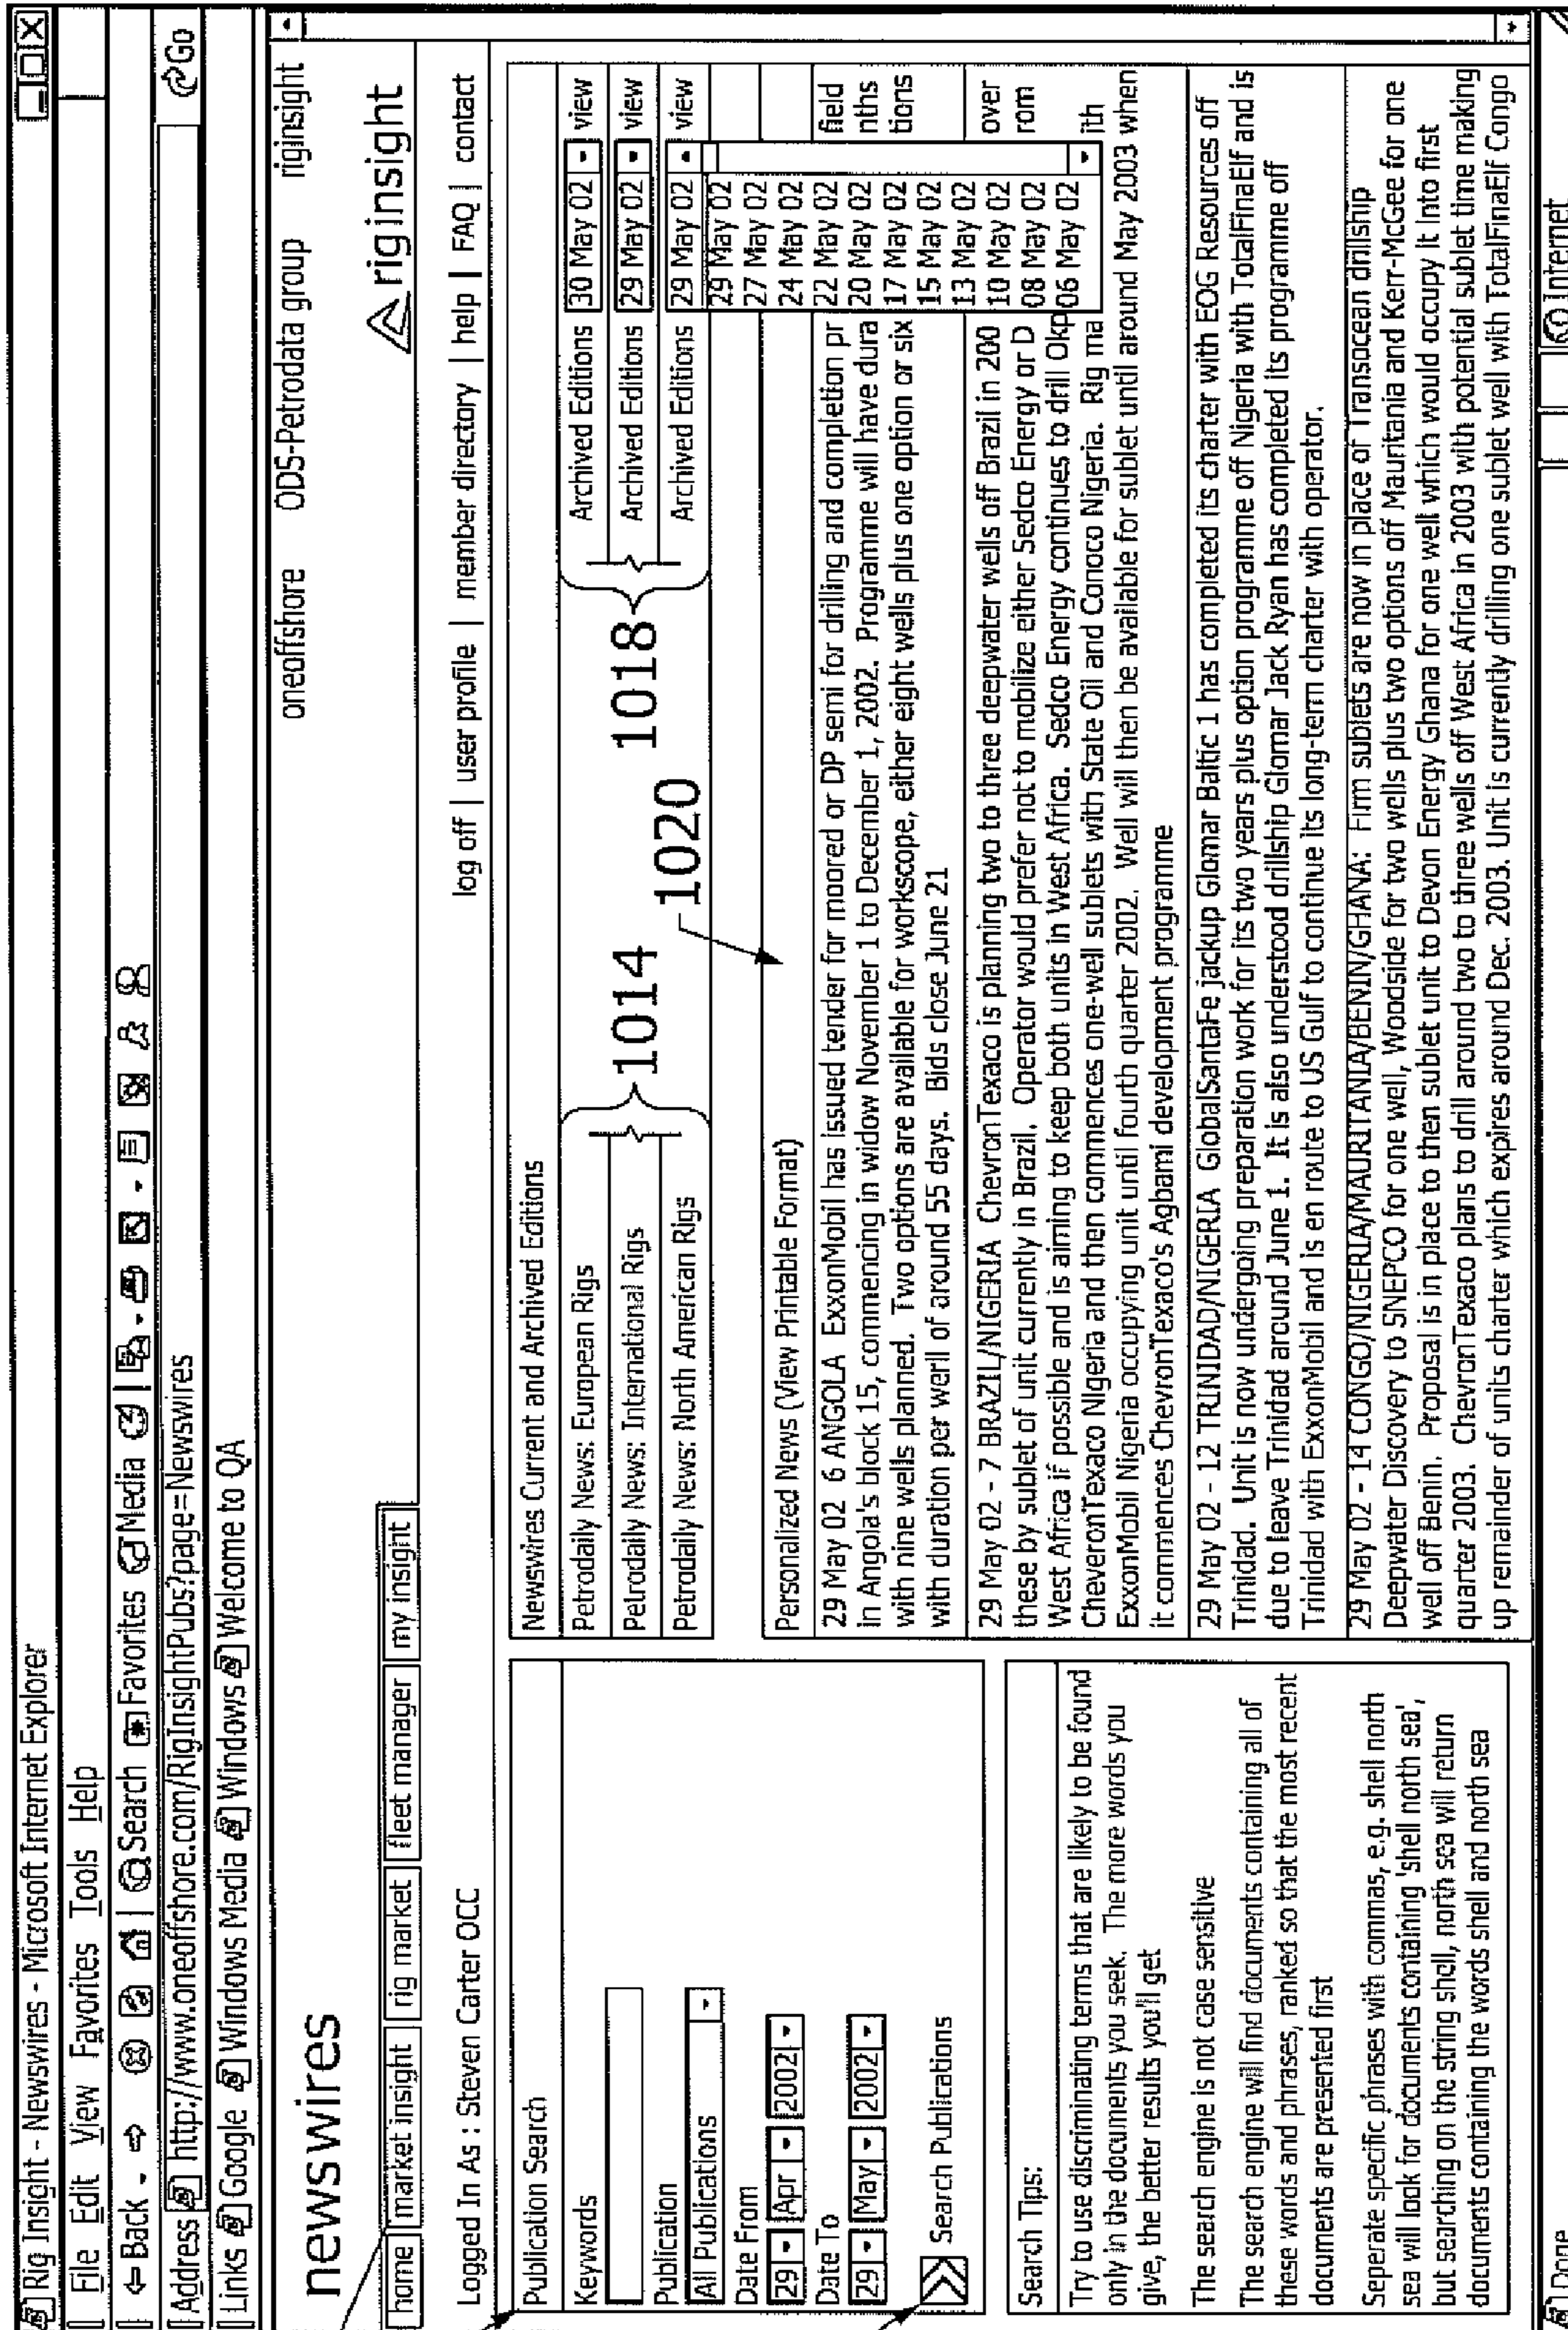 Rig Insight - Newswires - Microsoft Internet Explorer
File Edit View Favorites Tools Help
Back Search Favorites Media
Address http://www.oneoffshore.com/RigInsightPubs?page=Newswires Go
Links Google Windows Media Windows Welcome to QA
oneoffshore ODS-Petrodata group riginsight
newswires
riginsight
home market insight rig market fleet manager my insight
log off | user profile | member directory | help | FAQ | contact
Logged In As : Steven Carter OCC
Publication Search
Keywords
Publication
All Publications
Date From
29 Apr 2002
Date To
29 May 2002
Search Publications
Search Tips:
Try to use discriminating terms that are likely to be found
only in the documents you seek. The more words you
give, the better results you'll get
The search engine is not case sensitive
The search engine will find documents containing all of
these words and phrases, ranked so that the most recent
documents are presented first
Seperate specific phrases with commas, e.g. shell north
sea will look for documents containing 'shell north sea',
but searching on the string shell, north sea will return
documents containing the words shell and north sea
Newswires Current and Archived Editions
Petrodaily News: European Rigs Archived Editions 30 May 02 view
Petrodaily News: International Rigs Archived Editions 29 May 02 view
Petrodaily News: North American Rigs Archived Editions 29 May 02 view
1014 1018
1020
29 May 02
27 May 02
24 May 02
22 May 02
20 May 02
17 May 02
15 May 02
13 May 02
10 May 02
08 May 02
06 May 02
Personalized News (View Printable Format)
29 May 02 6 ANGOLA ExxonMobil has issued tender for moored or DP semi for drilling and completion pr field
in Angola's block 15, commencing in widow November 1 to December 1, 2002. Programme will have dura nths
with nine wells planned. Two options are available for workscope, either eight wells plus one option or six tions
with duration per werll of around 55 days. Bids close June 21
29 May 02 - 7 BRAZIL/NIGERIA ChevronTexaco is planning two to three deepwater wells off Brazil in 200 over
these by sublet of unit currently in Brazil. Operator would prefer not to mobilize either Sedco Energy or D rom
West Africa if possible and is aiming to keep both units in West Africa. Sedco Energy continues to drill Okp
CheveronTexaco Nigeria and then commences one-well sublets with State Oil and Conoco Nigeria. Rig ma ith
ExxonMobil Nigeria occupying unit until fourth quarter 2002. Well will then be available for sublet until around May 2003 when
it commences ChevronTexaco's Agbami development programme
29 May 02 - 12 TRINIDAD/NIGERIA GlobalSantaFe jackup Glomar Baltic 1 has completed its charter with EOG Resources off
Trinidad. Unit is now undergoing preparation work for its two years plus option programme off Nigeria with TotalFinaElf and is
due to leave Trinidad around June 1. It is also understood drillship Glomar Jack Ryan has completed its programme off
Trinidad with ExxonMobil and is en route to US Gulf to continue its long-term charter with operator.
29 May 02 - 14 CONGO/NIGERIA/MAURITANIA/BENIN/GHANA: Firm sublets are now in place of Transocean drillship
Deepwater Discovery to SNEPCO for one well, Woodside for two wells plus two options off Mauritania and Kerr-McGee for one
well off Benin. Proposal is in place to then sublet unit to Devon Energy Ghana for one well which would occupy it into first
quarter 2003. ChevronTexaco plans to drill around two to three wells off West Africa in 2003 with potential sublet time making
up remainder of units charter which expires around Dec. 2003. Unit is currently drilling one sublet well with TotalFinaElf Congo
Done Internet